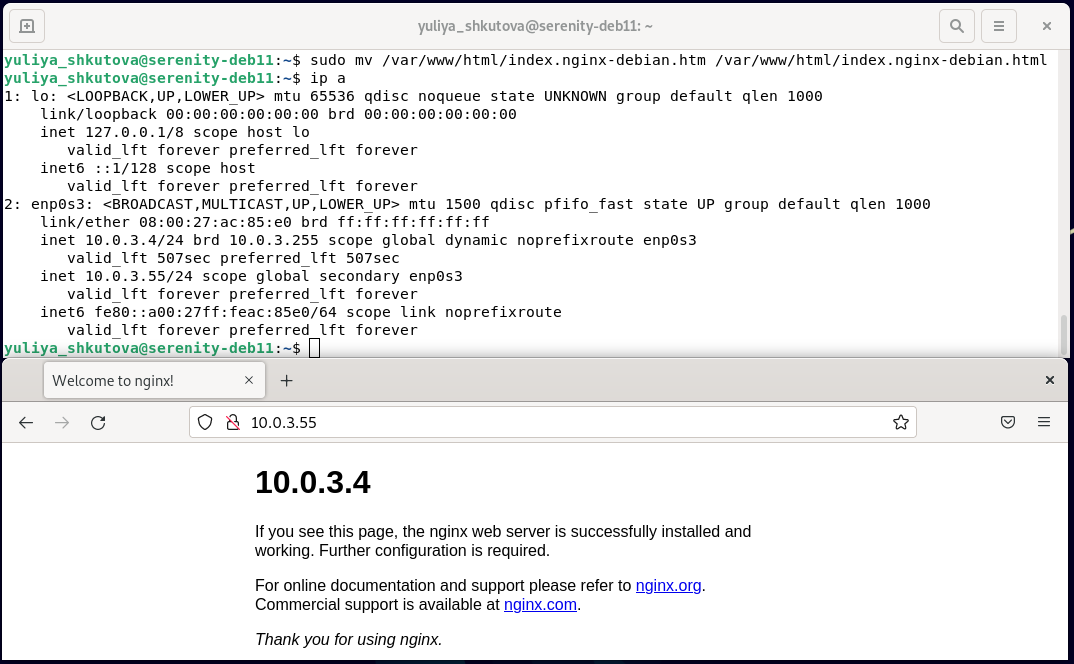 yuliya_shkutova@serenity-deb11: ~
yuliya_shkutova@serenity-deb11:~$ sudo mv /var/www/html/index.nginx-debian.htm /var/www/html/index.nginx-debian.html
yuliya_shkutova@serenity-deb11:~$ ip a
1: lo: <LOOPBACK,UP,LOWER_UP> mtu 65536 qdisc noqueue state UNKNOWN group default qlen 1000
    link/loopback 00:00:00:00:00:00 brd 00:00:00:00:00:00
    inet 127.0.0.1/8 scope host lo
       valid_lft forever preferred_lft forever
    inet6 ::1/128 scope host
       valid_lft forever preferred_lft forever
2: enp0s3: <BROADCAST,MULTICAST,UP,LOWER_UP> mtu 1500 qdisc pfifo_fast state UP group default qlen 1000
    link/ether 08:00:27:ac:85:e0 brd ff:ff:ff:ff:ff:ff
    inet 10.0.3.4/24 brd 10.0.3.255 scope global dynamic noprefixroute enp0s3
       valid_lft 507sec preferred_lft 507sec
    inet 10.0.3.55/24 scope global secondary enp0s3
       valid_lft forever preferred_lft forever
    inet6 fe80::a00:27ff:feac:85e0/64 scope link noprefixroute
       valid_lft forever preferred_lft forever
yuliya_shkutova@serenity-deb11:~$
Welcome to nginx!
10.0.3.55
10.0.3.4
If you see this page, the nginx web server is successfully installed and
working. Further configuration is required.
For online documentation and support please refer to nginx.org.
Commercial support is available at nginx.com.
Thank you for using nginx.